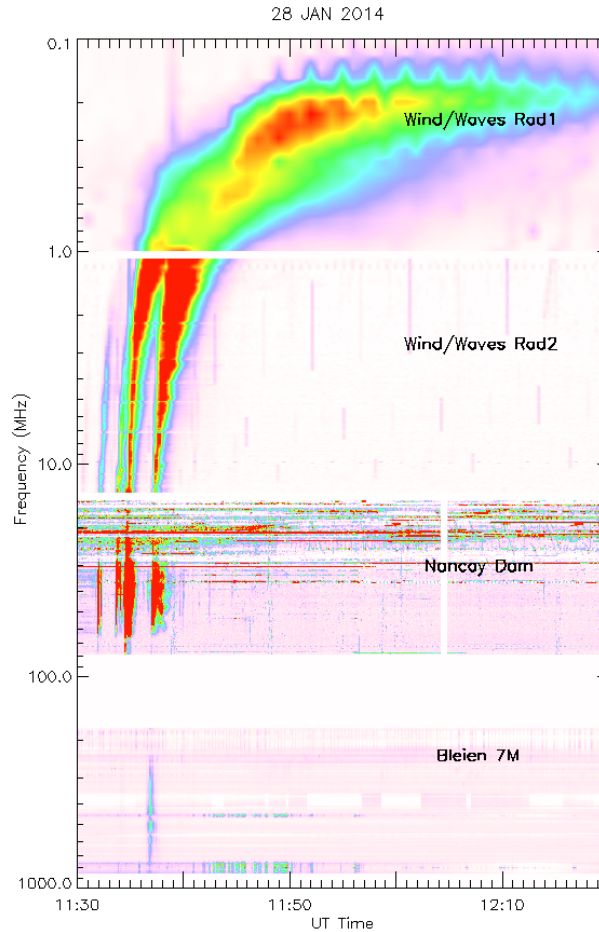 28 JAN 2014
0.1
Wind/Waves Rad1
1.0
Wind/Waves Rad2
Frequency (MHz)
10.0
Nancay Dam
100.0
Bleien 7M
1000.0
11:30 11:50 12:10
UT Time